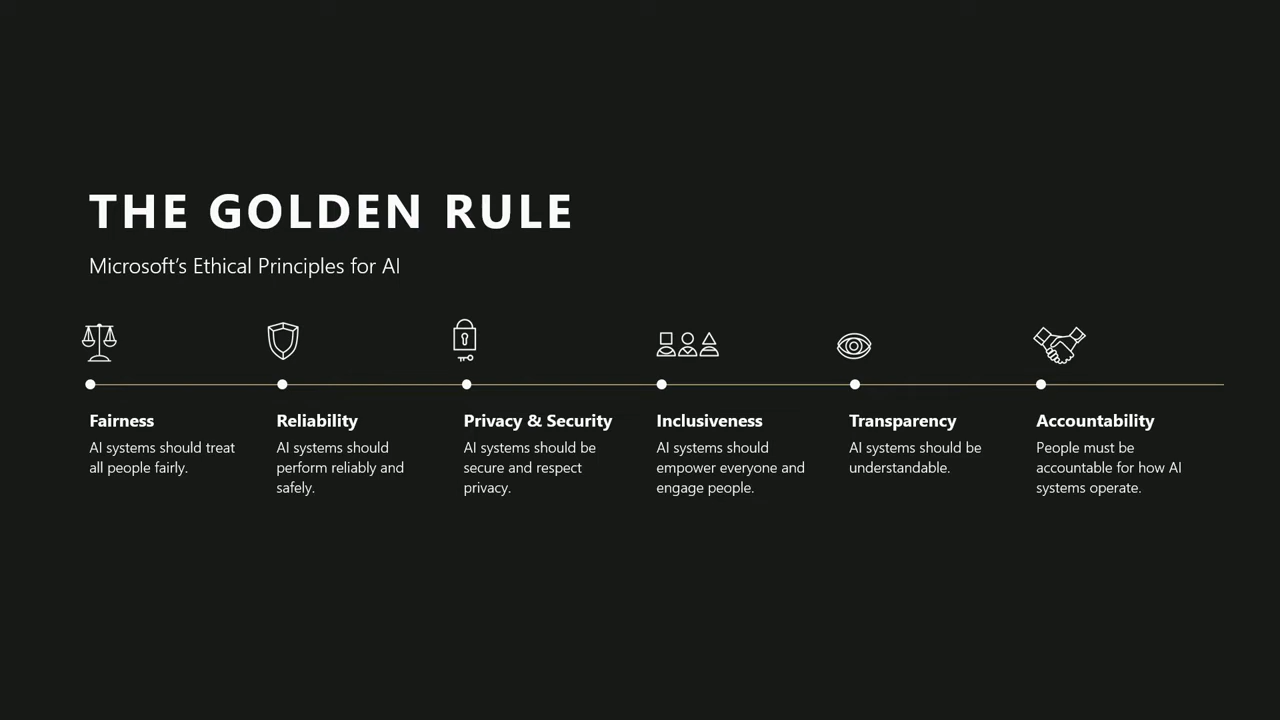 THE GOLDEN RULE
Microsoft's Ethical Principles for AI
Fairness
AI systems should treat
all people fairly.
Reliability
AI systems should
perform reliably and
safely.
Privacy & Security
AI systems should be
secure and respect
privacy.
Inclusiveness
AI systems should
empower everyone and
engage people.
Transparency
AI systems should be
understandable.
Accountability
People must be
accountable for how AI
systems operate.